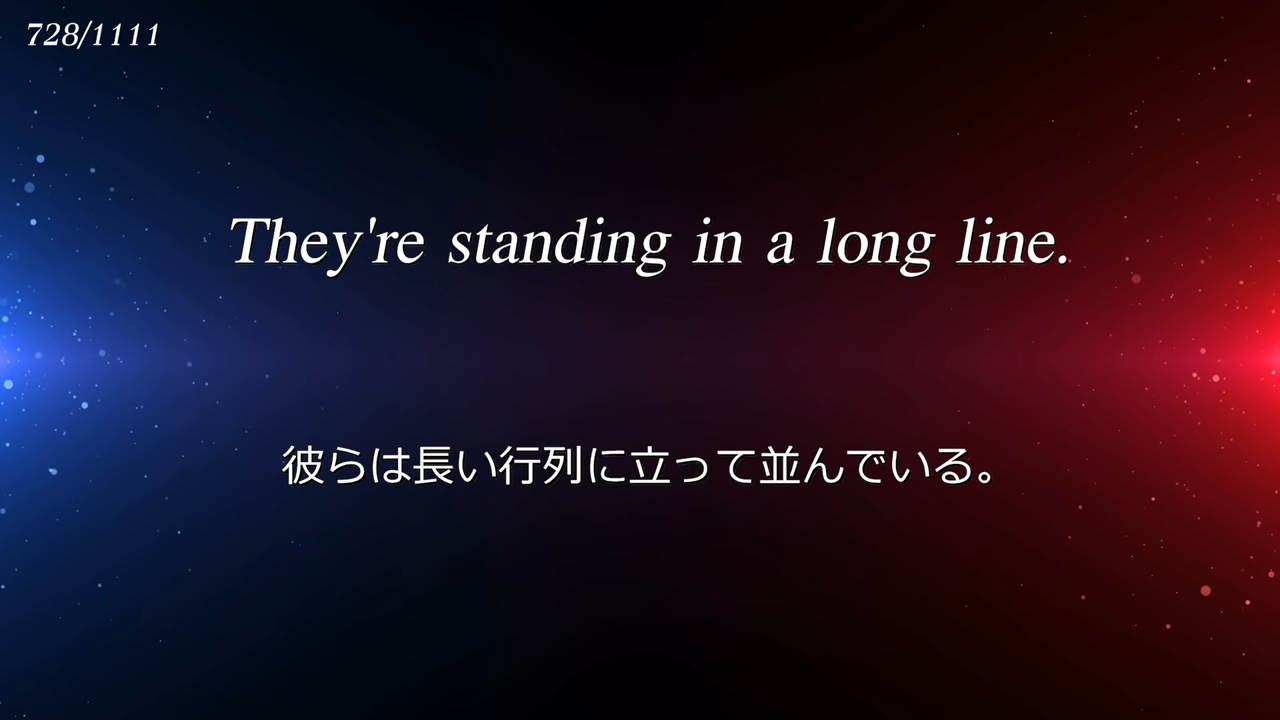 728/1111
They're standing in a long line.
彼らは長い行列に立って並んでいる。